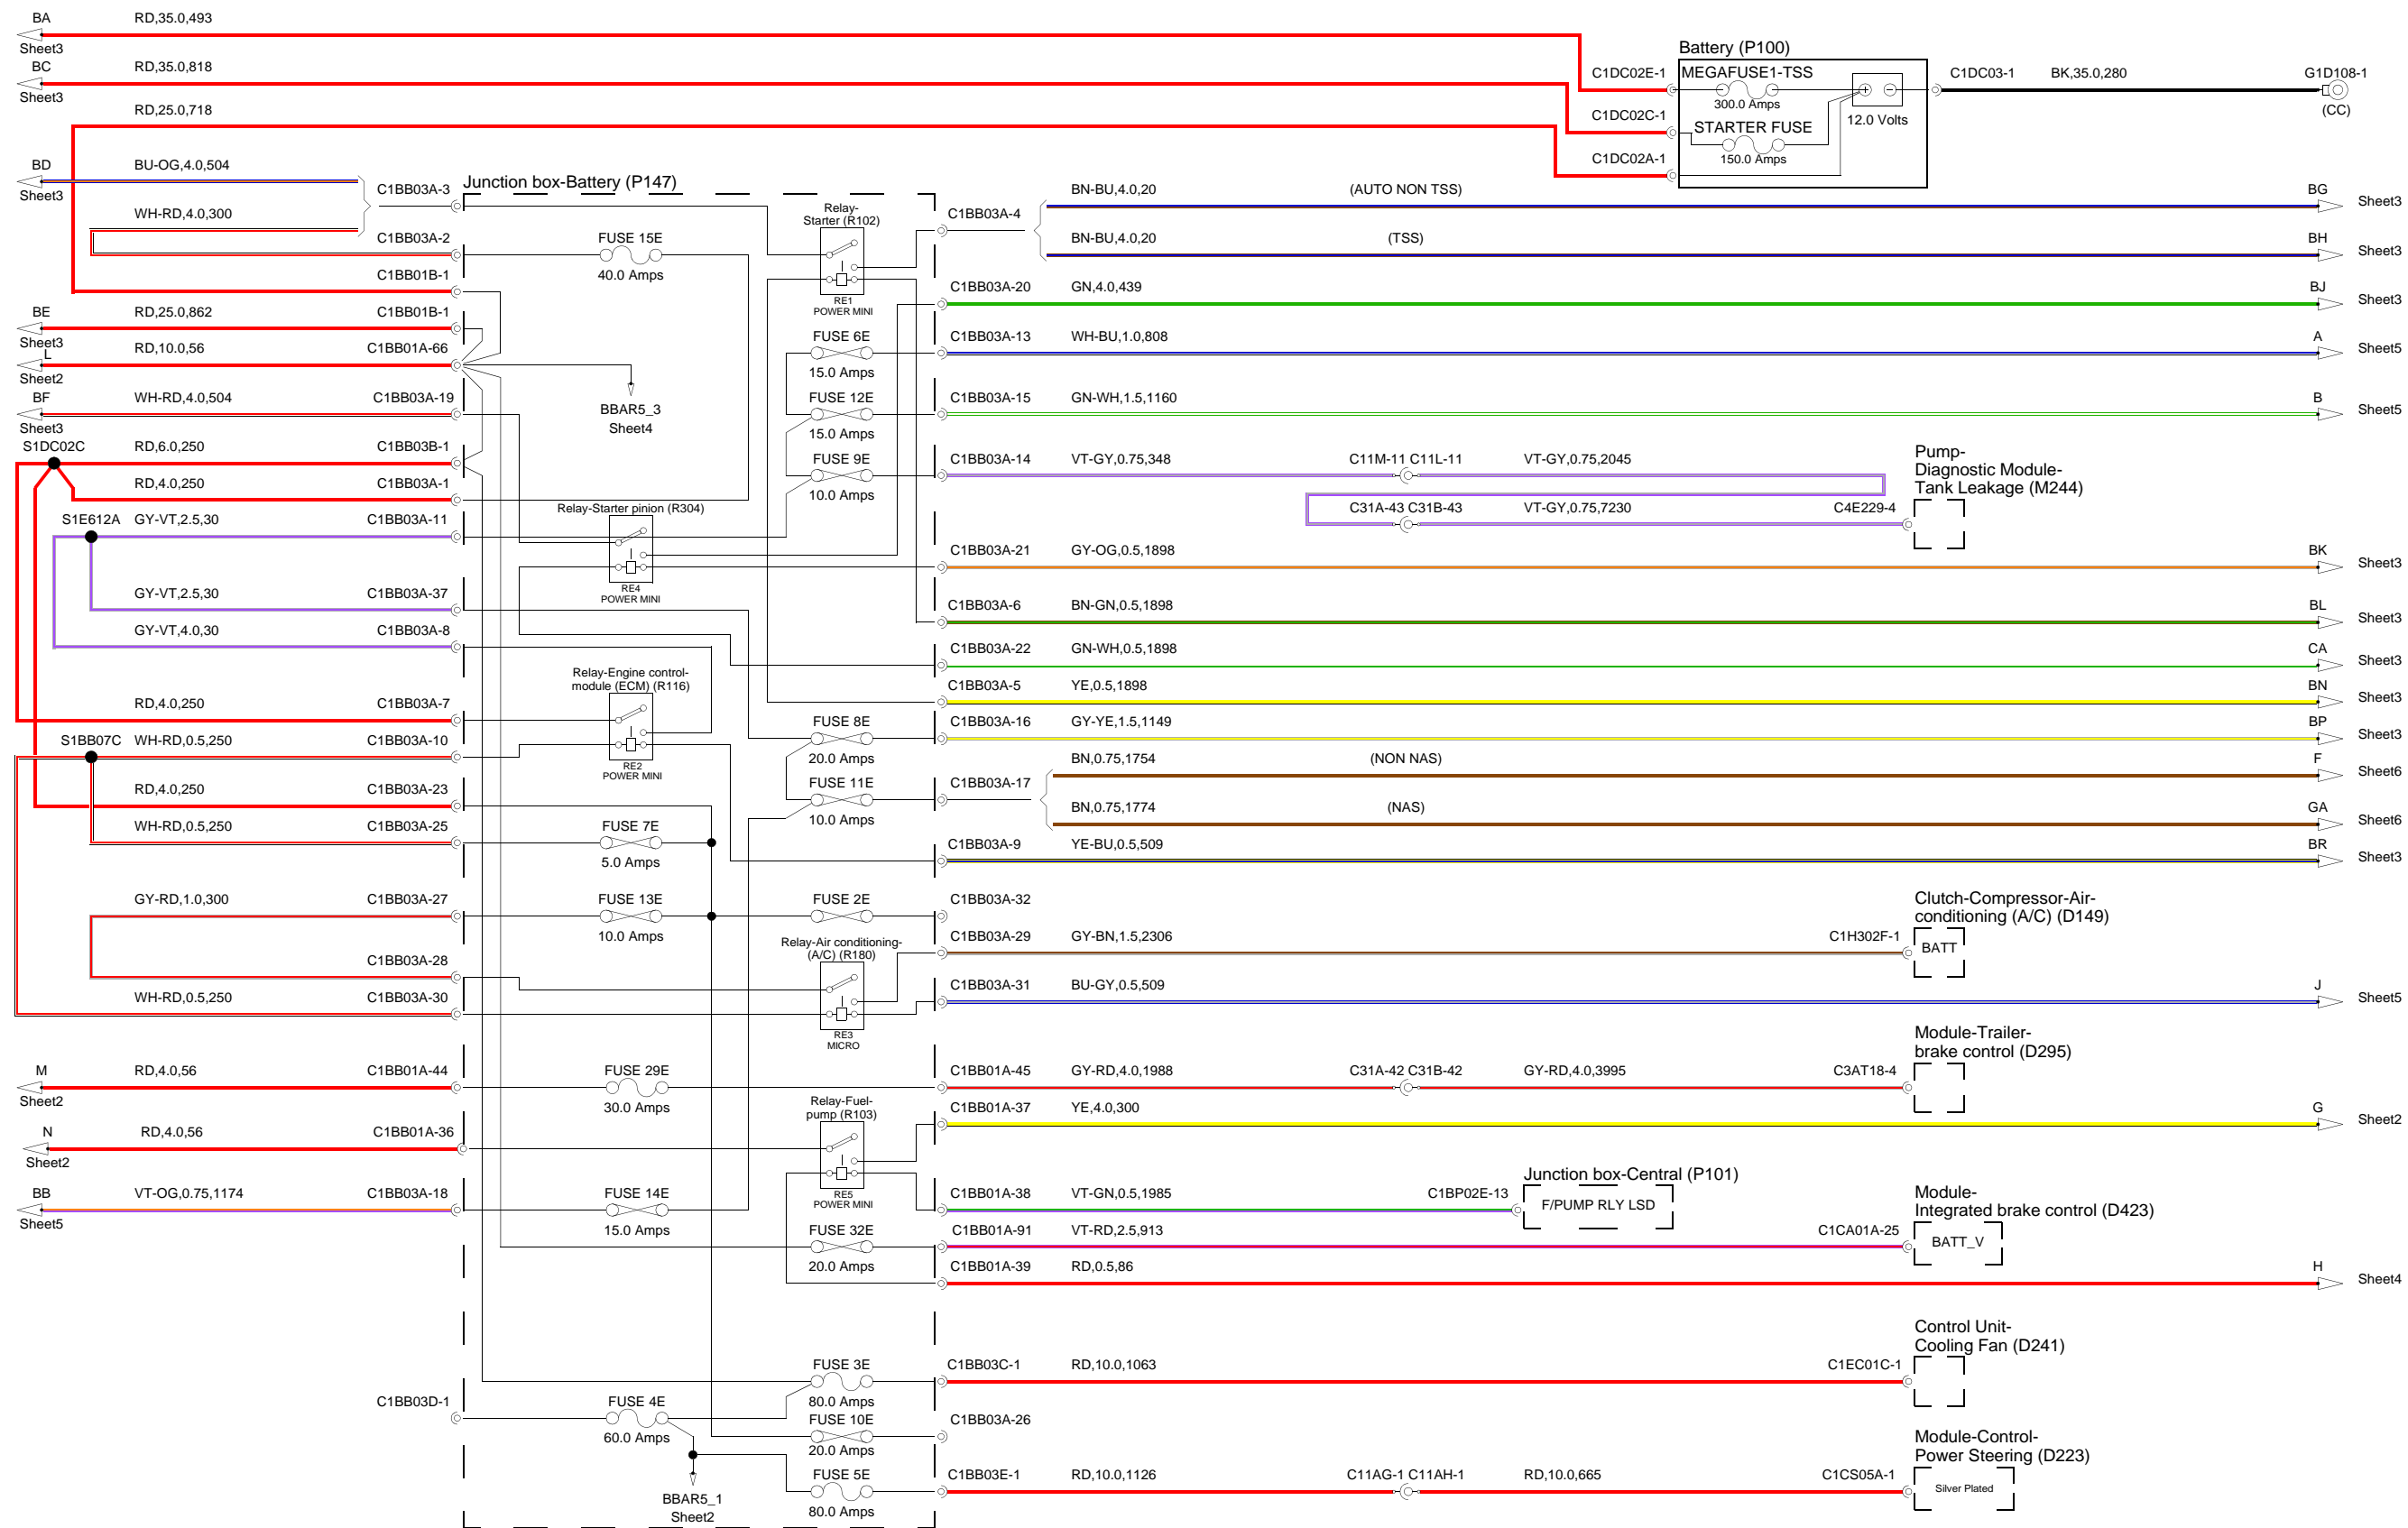 BA RD,35.0,493
Sheet3
BC RD,35.0,818
Sheet3
RD,25.0,718
Battery (P100)
C1DC02E-1 MEGAFUSE1-TSS C1DC03-1 BK,35.0,280 G1D108-1
300.0 Amps + - (CC)
C1DC02C-1 STARTER FUSE 12.0 Volts
150.0 Amps
C1DC02A-1
BD BU-OG,4.0,504
Sheet3
C1BB03A-3 Junction box-Battery (P147)
WH-RD,4.0,300
C1BB03A-2 FUSE 15E
40.0 Amps
Relay-
Starter (R102)
RE1
POWER MINI
C1BB03A-4 BN-BU,4.0,20 (AUTO NON TSS) BG Sheet3
BN-BU,4.0,20 (TSS) BH Sheet3
C1BB01B-1
C1BB03A-20 GN,4.0,439 BJ Sheet3
BE RD,25.0,862 C1BB01B-1
Sheet3
FUSE 6E C1BB03A-13 WH-BU,1.0,808 A Sheet5
15.0 Amps
L RD,10.0,56 C1BB01A-66
Sheet2
BBAR5_3
Sheet4
BF WH-RD,4.0,504 C1BB03A-19
Sheet3
FUSE 12E C1BB03A-15 GN-WH,1.5,1160 B Sheet5
15.0 Amps
S1DC02C RD,6.0,250 C1BB03B-1
FUSE 9E C1BB03A-14 VT-GY,0.75,348 C11M-11 C11L-11 VT-GY,0.75,2045
10.0 Amps
Pump-
Diagnostic Module-
Tank Leakage (M244)
RD,4.0,250 C1BB03A-1
C31A-43 C31B-43 VT-GY,0.75,7230 C4E229-4
S1E612A GY-VT,2.5,30 C1BB03A-11
Relay-Starter pinion (R304)
RE4
POWER MINI
C1BB03A-21 GY-OG,0.5,1898 BK Sheet3
GY-VT,2.5,30 C1BB03A-37
C1BB03A-6 BN-GN,0.5,1898 BL Sheet3
GY-VT,4.0,30 C1BB03A-8
C1BB03A-22 GN-WH,0.5,1898 CA Sheet3
Relay-Engine control-
module (ECM) (R116)
RE2
POWER MINI
C1BB03A-5 YE,0.5,1898 BN Sheet3
RD,4.0,250 C1BB03A-7
FUSE 8E C1BB03A-16 GY-YE,1.5,1149 BP Sheet3
20.0 Amps
S1BB07C WH-RD,0.5,250 C1BB03A-10
FUSE 11E C1BB03A-17 BN,0.75,1754 (NON NAS) F Sheet6
10.0 Amps
BN,0.75,1774 (NAS) GA Sheet6
RD,4.0,250 C1BB03A-23
WH-RD,0.5,250 C1BB03A-25 FUSE 7E
5.0 Amps
C1BB03A-9 YE-BU,0.5,509 BR Sheet3
GY-RD,1.0,300 C1BB03A-27 FUSE 13E FUSE 2E C1BB03A-32
10.0 Amps
Clutch-Compressor-Air-
conditioning (A/C) (D149)
C1BB03A-29 GY-BN,1.5,2306 C1H302F-1 BATT
C1BB03A-28
Relay-Air conditioning-
(A/C) (R180)
RE3
MICRO
WH-RD,0.5,250 C1BB03A-30
C1BB03A-31 BU-GY,0.5,509 J Sheet5
Module-Trailer-
brake control (D295)
M RD,4.0,56 C1BB01A-44 FUSE 29E C1BB01A-45 GY-RD,4.0,1988 C31A-42 C31B-42 GY-RD,4.0,3995 C3AT18-4
Sheet2
30.0 Amps
Relay-Fuel-
pump (R103)
RE5
POWER MINI
C1BB01A-37 YE,4.0,300 G Sheet2
N RD,4.0,56 C1BB01A-36
Sheet2
Junction box-Central (P101)
C1BB01A-38 VT-GN,0.5,1985 C1BP02E-13 F/PUMP RLY LSD
BB VT-OG,0.75,1174 C1BB03A-18 FUSE 14E
Sheet5
15.0 Amps
Module-
Integrated brake control (D423)
FUSE 32E C1BB01A-91 VT-RD,2.5,913 C1CA01A-25 BATT_V
20.0 Amps
C1BB01A-39 RD,0.5,86 H Sheet4
Control Unit-
Cooling Fan (D241)
FUSE 3E C1BB03C-1 RD,10.0,1063 C1EC01C-1
80.0 Amps
C1BB03D-1 FUSE 4E
60.0 Amps
FUSE 10E C1BB03A-26
20.0 Amps
Module-Control-
Power Steering (D223)
FUSE 5E C1BB03E-1 RD,10.0,1126 C11AG-1 C11AH-1 RD,10.0,665 C1CS05A-1 Silver Plated
80.0 Amps
BBAR5_1
Sheet2